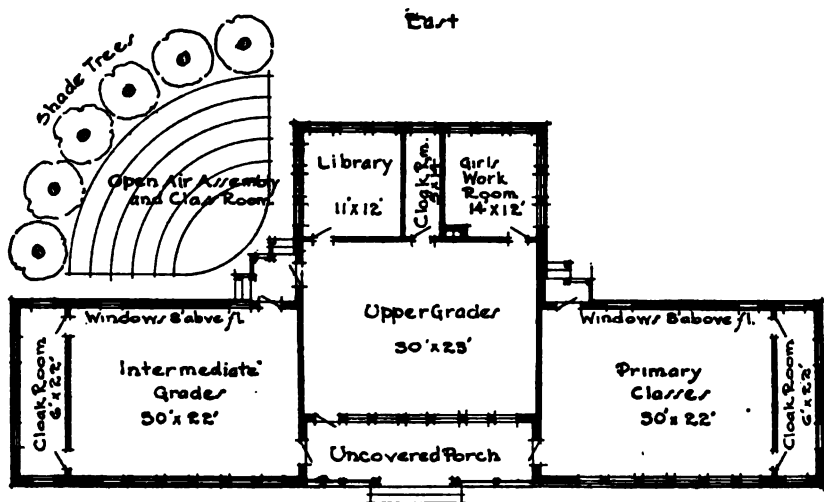 East
Shade Trees
Open Air Assembly
and Class Room
Library
11'x12'
Cloak Rm.
Girls
Work
Room
14'x12'
Upper Grades
30'x23'
Windows 8' above fl.
Intermediate
Grades
30'x22'
Cloak Room
6'x22'
Uncovered Porch
Windows 8' above fl.
Primary
Classes
30'x22'
Cloak Room
6'x22'